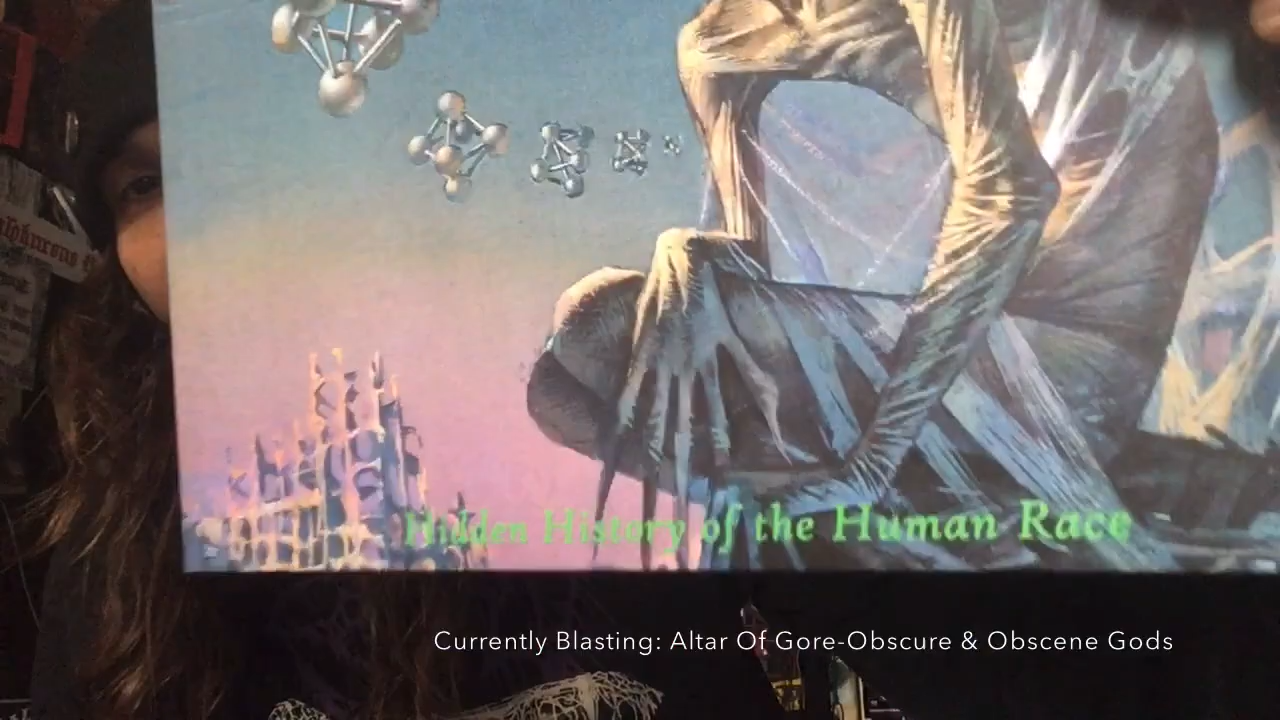 Hidden History of the Human Race
Currently Blasting: Altar Of Gore-Obscure & Obscene Gods